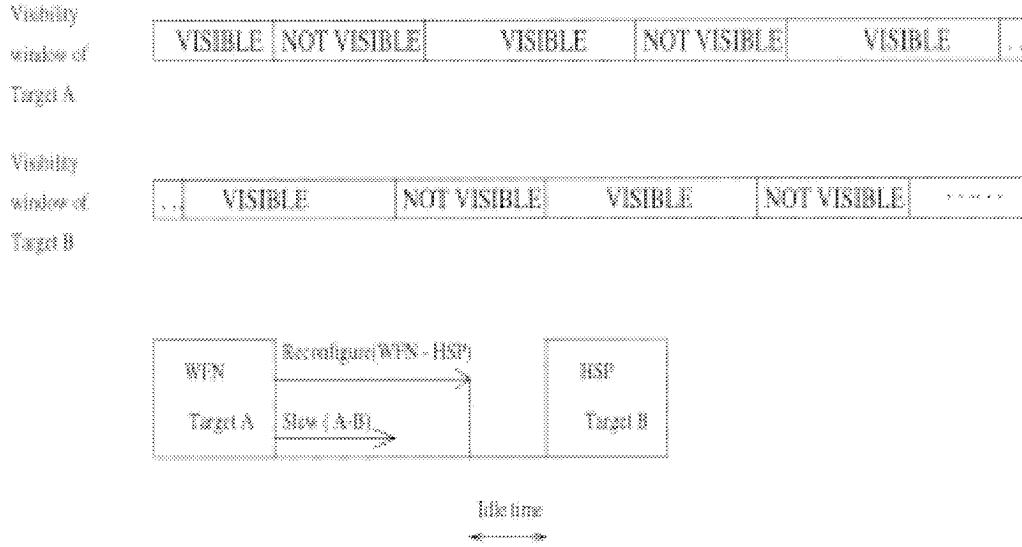 Visibility
window of
Target A
VISIBLE NOT VISIBLE VISIBLE NOT VISIBLE VISIBLE . .
Visibility
window of
Target B
. . VISIBLE NOT VISIBLE VISIBLE NOT VISIBLE ......
WFN
Target A
Reconfigure(WFN - HSP)
Slew ( A-B)
HSP
Target B
Idle time